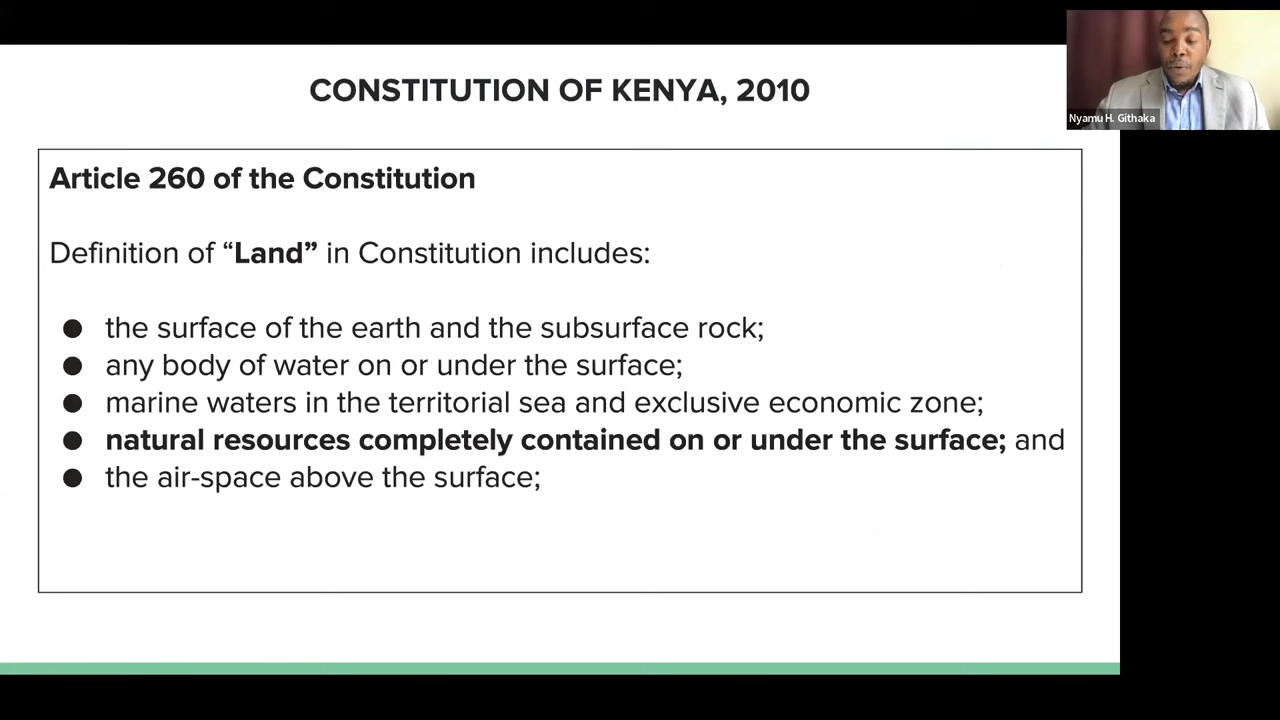 CONSTITUTION OF KENYA, 2010
Nyamu H. Githaka
Article 260 of the Constitution
Definition of “Land” in Constitution includes:
● the surface of the earth and the subsurface rock;
● any body of water on or under the surface;
● marine waters in the territorial sea and exclusive economic zone;
● natural resources completely contained on or under the surface; and
● the air-space above the surface;